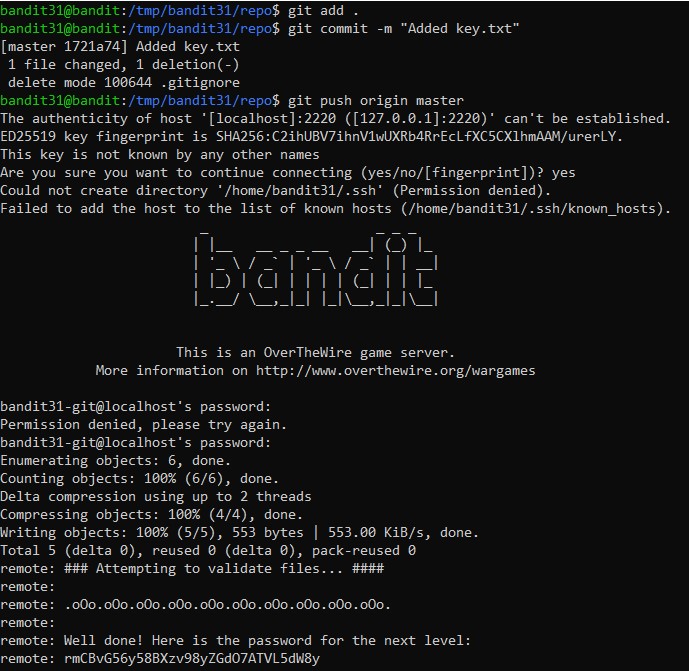 bandit31@bandit:/tmp/bandit31/repo$ git add .
bandit31@bandit:/tmp/bandit31/repo$ git commit -m "Added key.txt"
[master 1721a74] Added key.txt
 1 file changed, 1 deletion(-)
 delete mode 100644 .gitignore
bandit31@bandit:/tmp/bandit31/repo$ git push origin master
The authenticity of host '[localhost]:2220 ([127.0.0.1]:2220)' can't be established.
ED25519 key fingerprint is SHA256:C2ihUBV7ihnV1wUXRb4RrEcLfXC5CXlhmAAM/urerLY.
This key is not known by any other names
Are you sure you want to continue connecting (yes/no/[fingerprint])? yes
Could not create directory '/home/bandit31/.ssh' (Permission denied).
Failed to add the host to the list of known hosts (/home/bandit31/.ssh/known_hosts).
bandit
This is an OverTheWire game server.
More information on http://www.overthewire.org/wargames
bandit31-git@localhost's password:
Permission denied, please try again.
bandit31-git@localhost's password:
Enumerating objects: 6, done.
Counting objects: 100% (6/6), done.
Delta compression using up to 2 threads
Compressing objects: 100% (4/4), done.
Writing objects: 100% (5/5), 553 bytes | 553.00 KiB/s, done.
Total 5 (delta 0), reused 0 (delta 0), pack-reused 0
remote: ### Attempting to validate files... ####
remote:
remote: .oOo.oOo.oOo.oOo.oOo.oOo.oOo.oOo.oOo.oOo.
remote:
remote: Well done! Here is the password for the next level:
remote: rmCBvG56y58BXzv98yZGdO7ATVL5dW8y